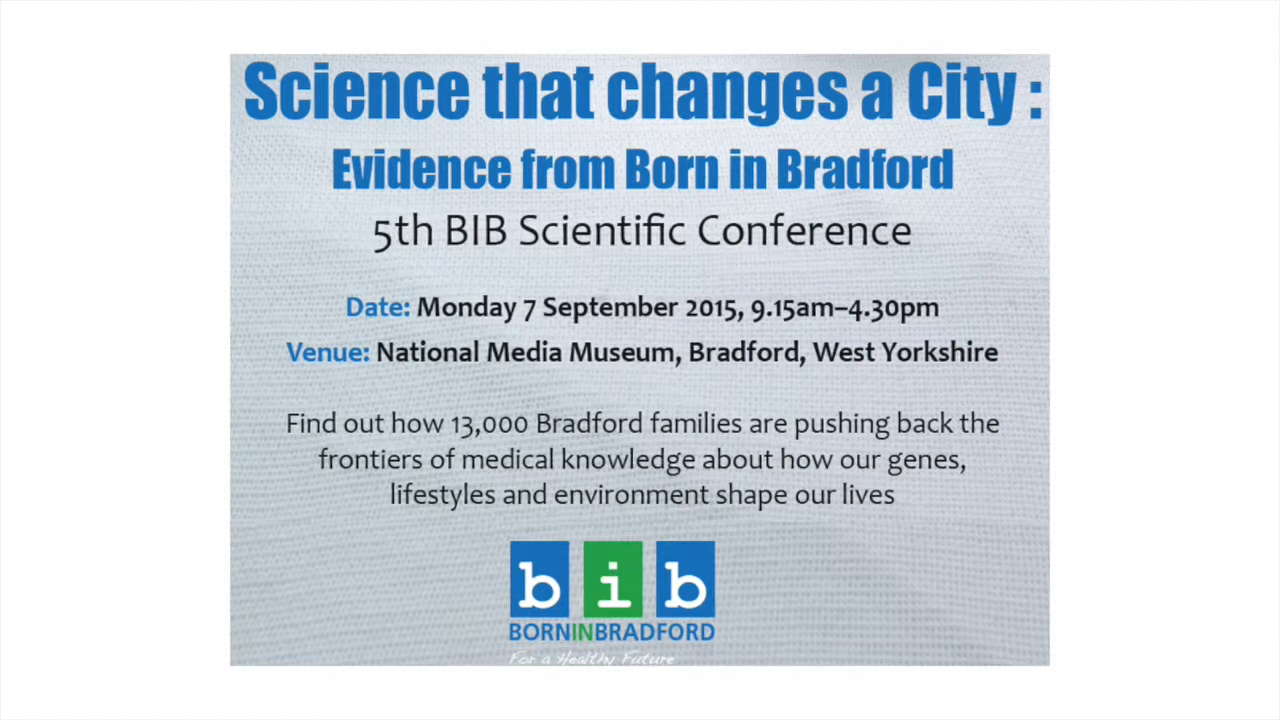 Science that changes a City :
Evidence from Born in Bradford
5th BIB Scientific Conference
Date: Monday 7 September 2015, 9.15am–4.30pm
Venue: National Media Museum, Bradford, West Yorkshire
Find out how 13,000 Bradford families are pushing back the
frontiers of medical knowledge about how our genes,
lifestyles and environment shape our lives
b i b
BORNINBRADFORD
For a Healthy Future